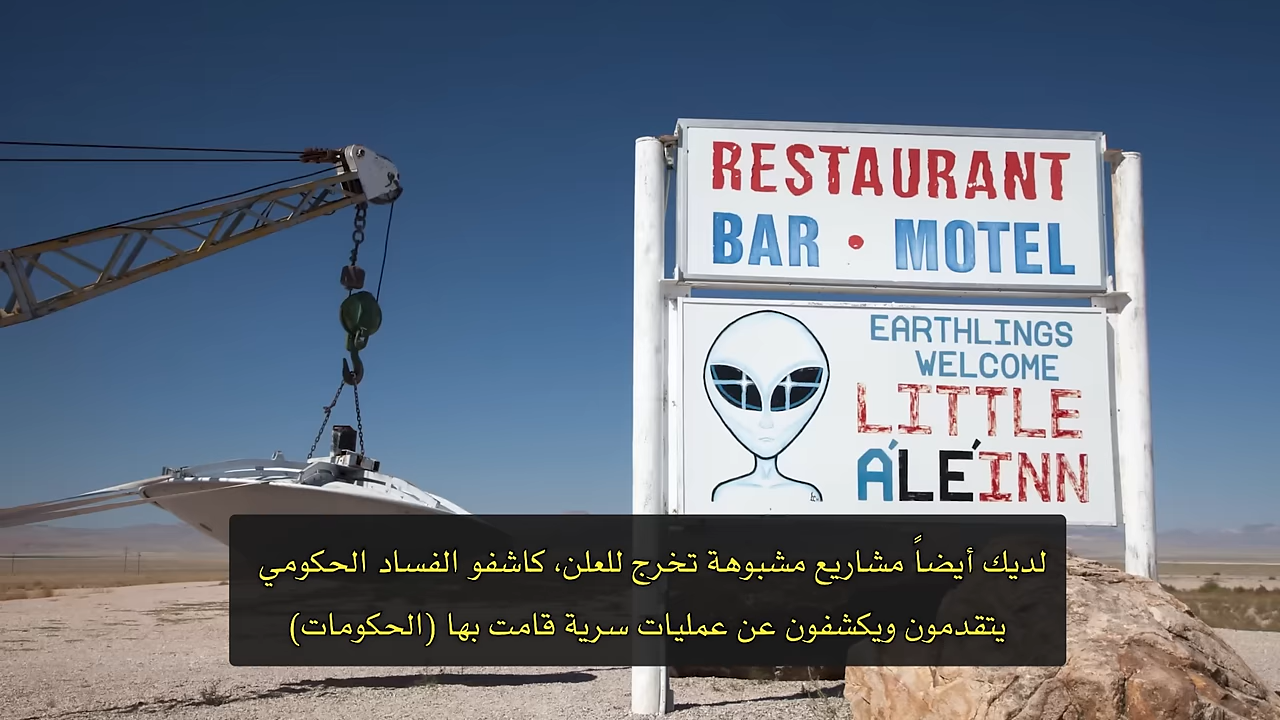 RESTAURANT
BAR • MOTEL
EARTHLINGS
WELCOME
LITTLE
A'LE'INN
لديك أيضاً مشاريع مشبوهة تخرج للعلن، كاشفو الفساد الحكومي
يتقدمون ويكشفون عن عمليات سرية قامت بها (الحكومات)